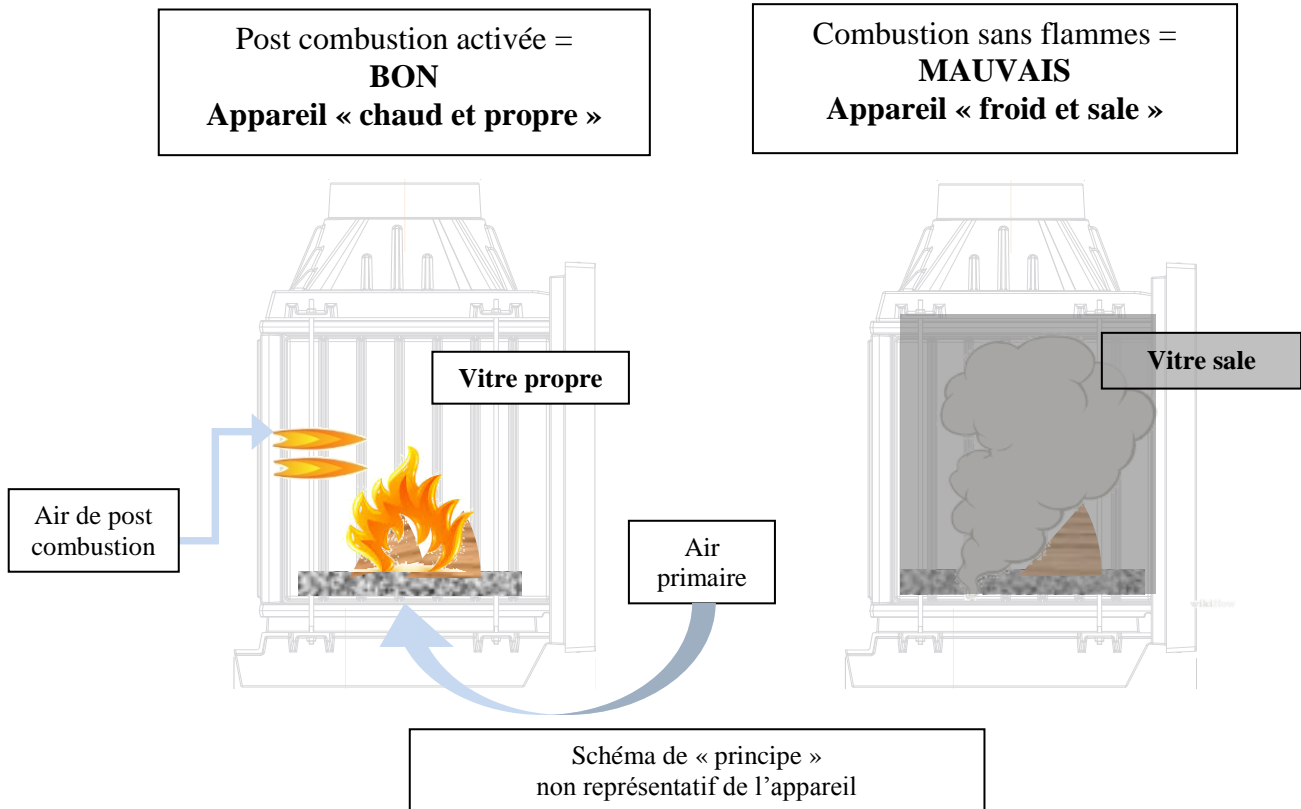 Post combustion activée =
BON
Appareil « chaud et propre »
Combustion sans flammes =
MAUVAIS
Appareil « froid et sale »
Vitre propre
Vitre sale
Air de post
combustion
Air
primaire
wikiHow
Schéma de « principe »
non représentatif de l’appareil